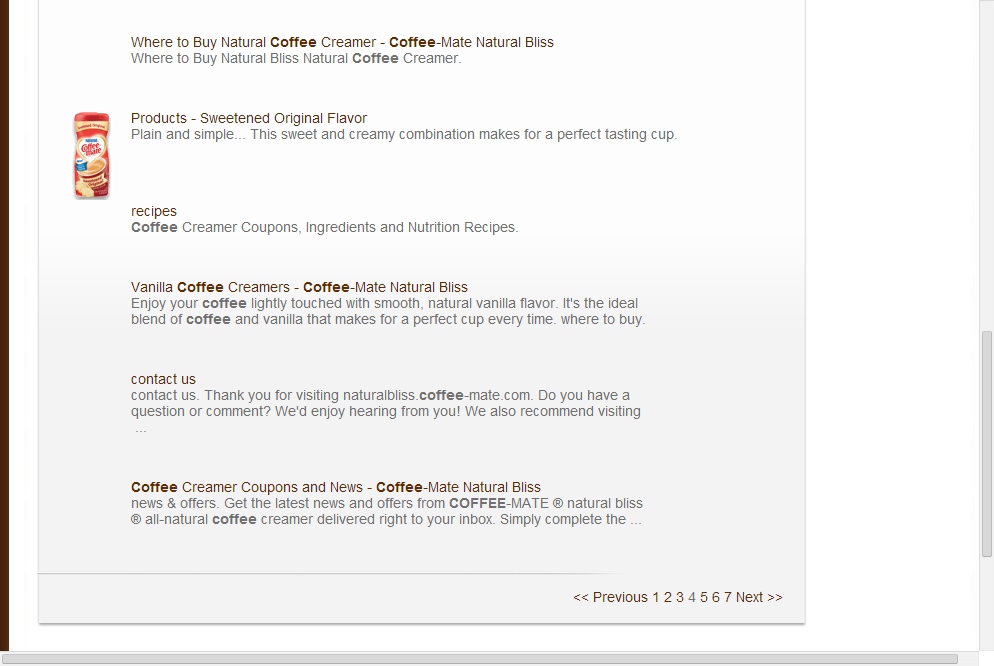 Where to Buy Natural Coffee Creamer - Coffee-Mate Natural Bliss
Where to Buy Natural Bliss Natural Coffee Creamer.
Products - Sweetened Original Flavor
Plain and simple... This sweet and creamy combination makes for a perfect tasting cup.
Coffee
mate
recipes
Coffee Creamer Coupons, Ingredients and Nutrition Recipes.
Vanilla Coffee Creamers - Coffee-Mate Natural Bliss
Enjoy your coffee lightly touched with smooth, natural vanilla flavor. It's the ideal
blend of coffee and vanilla that makes for a perfect cup every time. where to buy.
contact us
contact us. Thank you for visiting naturalbliss.coffee-mate.com. Do you have a
question or comment? We'd enjoy hearing from you! We also recommend visiting
...
Coffee Creamer Coupons and News - Coffee-Mate Natural Bliss
news & offers. Get the latest news and offers from COFFEE-MATE ® natural bliss
® all-natural coffee creamer delivered right to your inbox. Simply complete the ...
<< Previous 1 2 3 4 5 6 7 Next >>